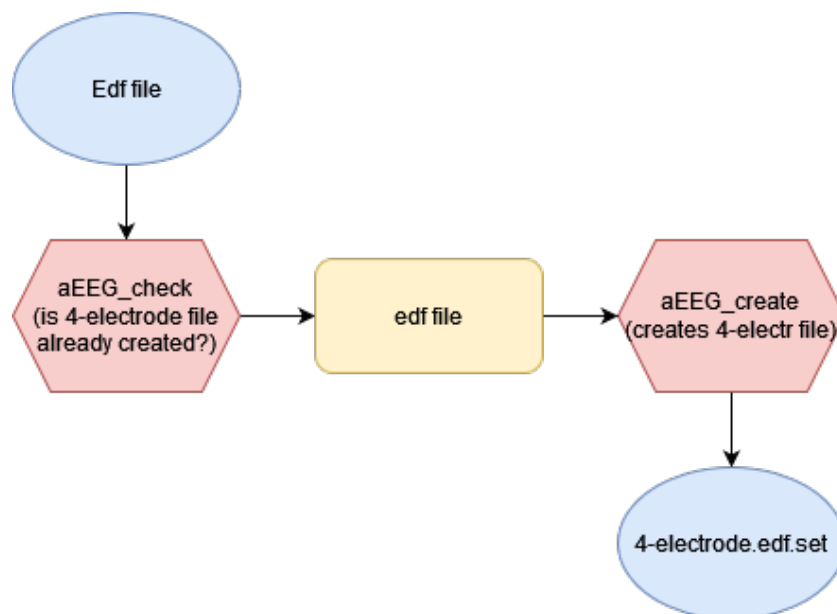 Edf file
aEEG_check
(is 4-electrode file
already created?)
edf file
aEEG_create
(creates 4-electr file)
4-electrode.edf.set